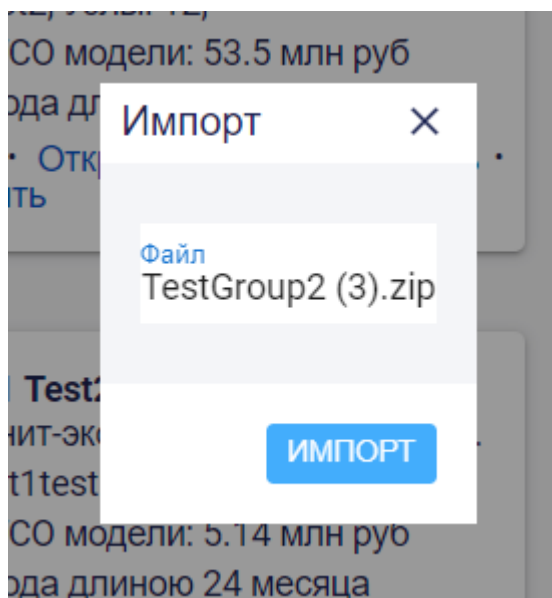 СО модели: 53.5 млн руб
Импорт
Файл
TestGroup2 (3).zip
Test2
ИМПОРТ
t1test
СО модели: 5.14 млн руб
ода длиною 24 месяца